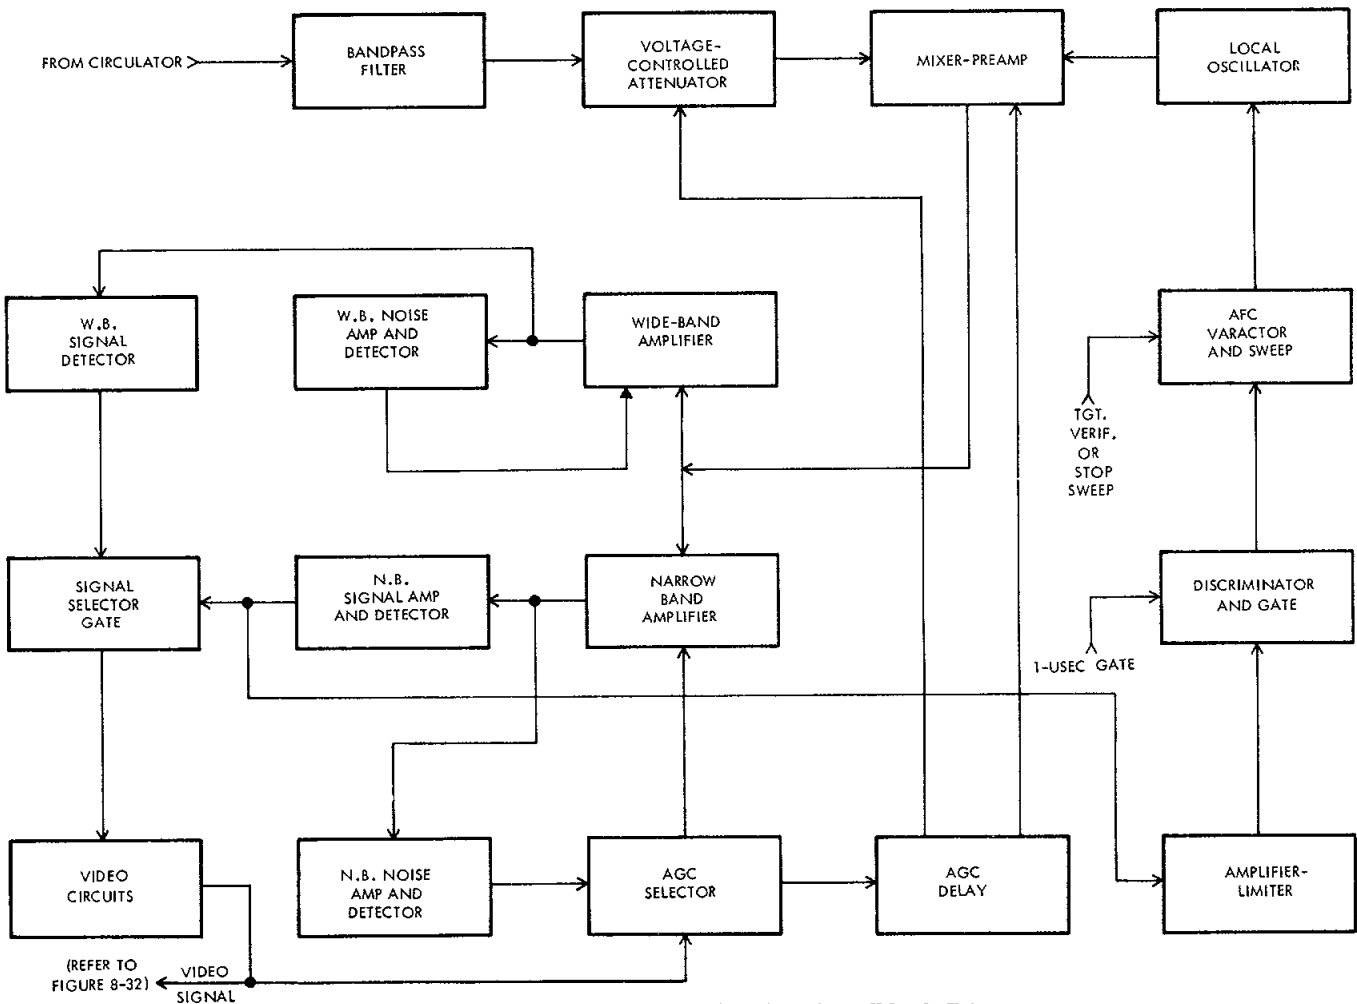 FROM CIRCULATOR
BANDPASS
FILTER
VOLTAGE-
CONTROLLED
ATTENUATOR
MIXER-PREAMP
LOCAL
OSCILLATOR
W.B.
SIGNAL
DETECTOR
W.B. NOISE
AMP AND
DETECTOR
WIDE-BAND
AMPLIFIER
AFC
VARACTOR
AND SWEEP
TGT.
VERIF.
OR
STOP
SWEEP
SIGNAL
SELECTOR
GATE
N.B.
SIGNAL AMP
AND DETECTOR
NARROW
BAND
AMPLIFIER
DISCRIMINATOR
AND GATE
1-USEC GATE
VIDEO
CIRCUITS
N.B. NOISE
AMP AND
DETECTOR
AGC
SELECTOR
AGC
DELAY
AMPLIFIER-
LIMITER
(REFER TO
FIGURE 8-32)
VIDEO
SIGNAL